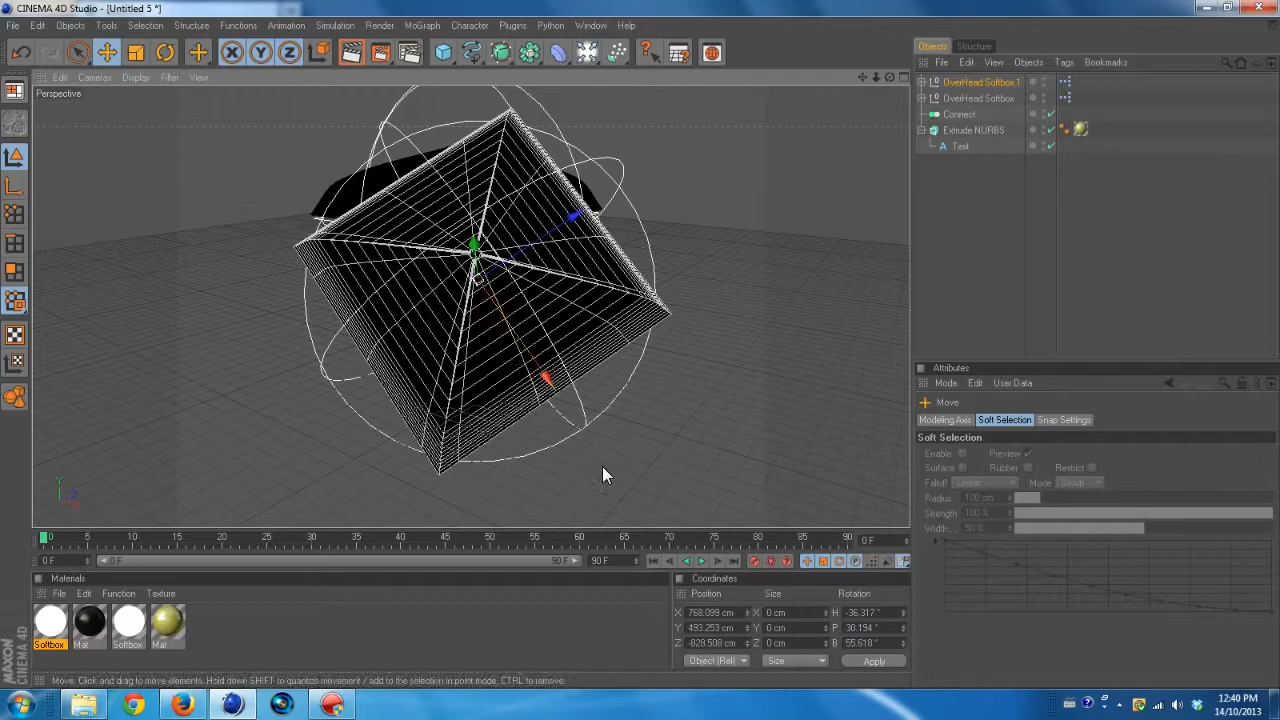 CINEMA 4D Studio - [Untitled 5 *]
File Edit Objects Tools Selection Structure Functions Animation Simulation Render MoGraph Character Plugins Python Window Help
Objects Structure
File Edit View Objects Tags Bookmarks
Edit Cameras Display Filter View
Perspective
OverHead Softbox.1
OverHead Softbox
Connect
Extrude NURBS
Text
Attributes
Mode Edit User Data
Move
Modeling Axis Soft Selection Snap Settings
Soft Selection
Enable Preview
Surface Rubber Restrict
Falloff Linear Mode Group
Radius 100 cm
Strength 100 %
Width . .
0 5 10 15 20 25 30 35 40 45 50 55 60 65 70 75 80 85 90 0 F
0 F 0 F 90 F 90 F
Materials
File Edit Function Texture
Softbox Mat Softbox Mat
Coordinates
Position Size Rotation
X 768.099 cm X 0 cm H -36.317 °
Y 493.253 cm Y 0 cm P 30.194 °
Z -828.508 cm Z 0 cm B 55.618 °
Object (Rel) Size Apply
Move: Click and drag to move elements. Hold down SHIFT to quantize movement / add to the selection in point mode, CTRL to remove.
MAXON CINEMA 4D
12:40 PM
14/10/2013